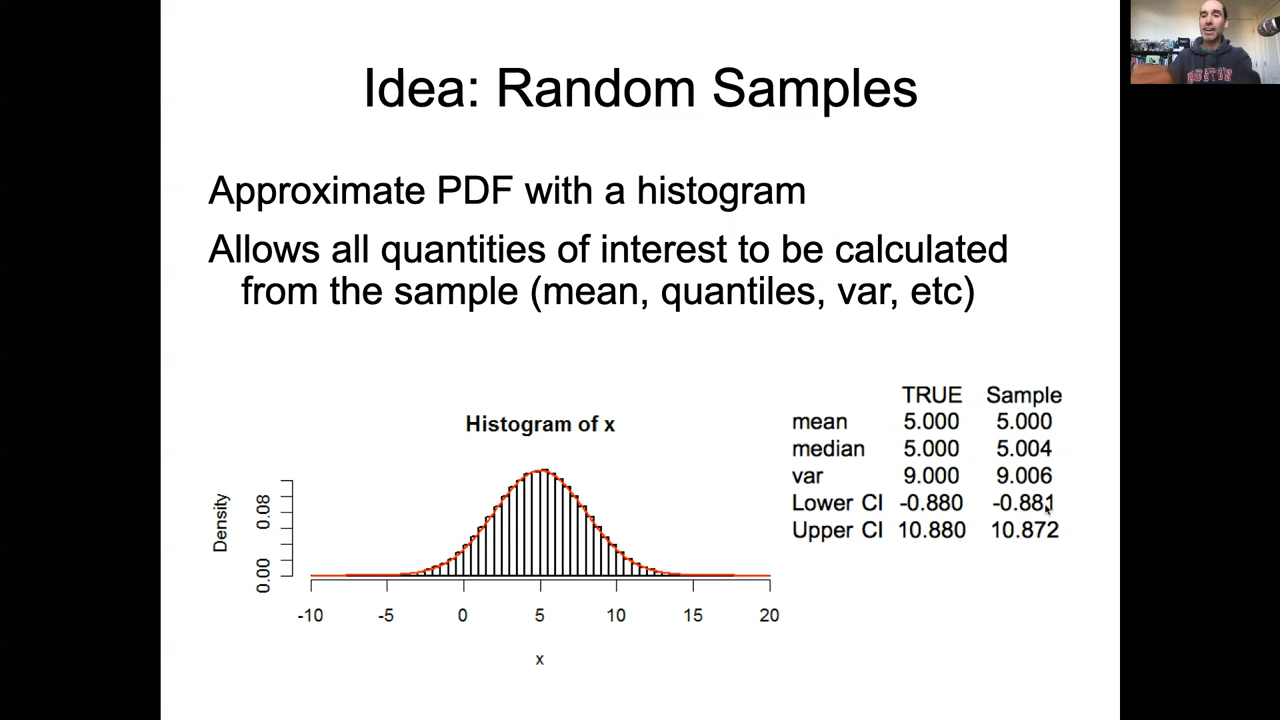 Idea: Random Samples
BOSTON
Approximate PDF with a histogram
Allows all quantities of interest to be calculated
from the sample (mean, quantiles, var, etc)
TRUE Sample
mean 5.000 5.000
median 5.000 5.004
var 9.000 9.006
Lower CI -0.880 -0.881
Upper CI 10.880 10.872
Histogram of x
Density
0.08
0.00
-10 -5 0 5 10 15 20
x